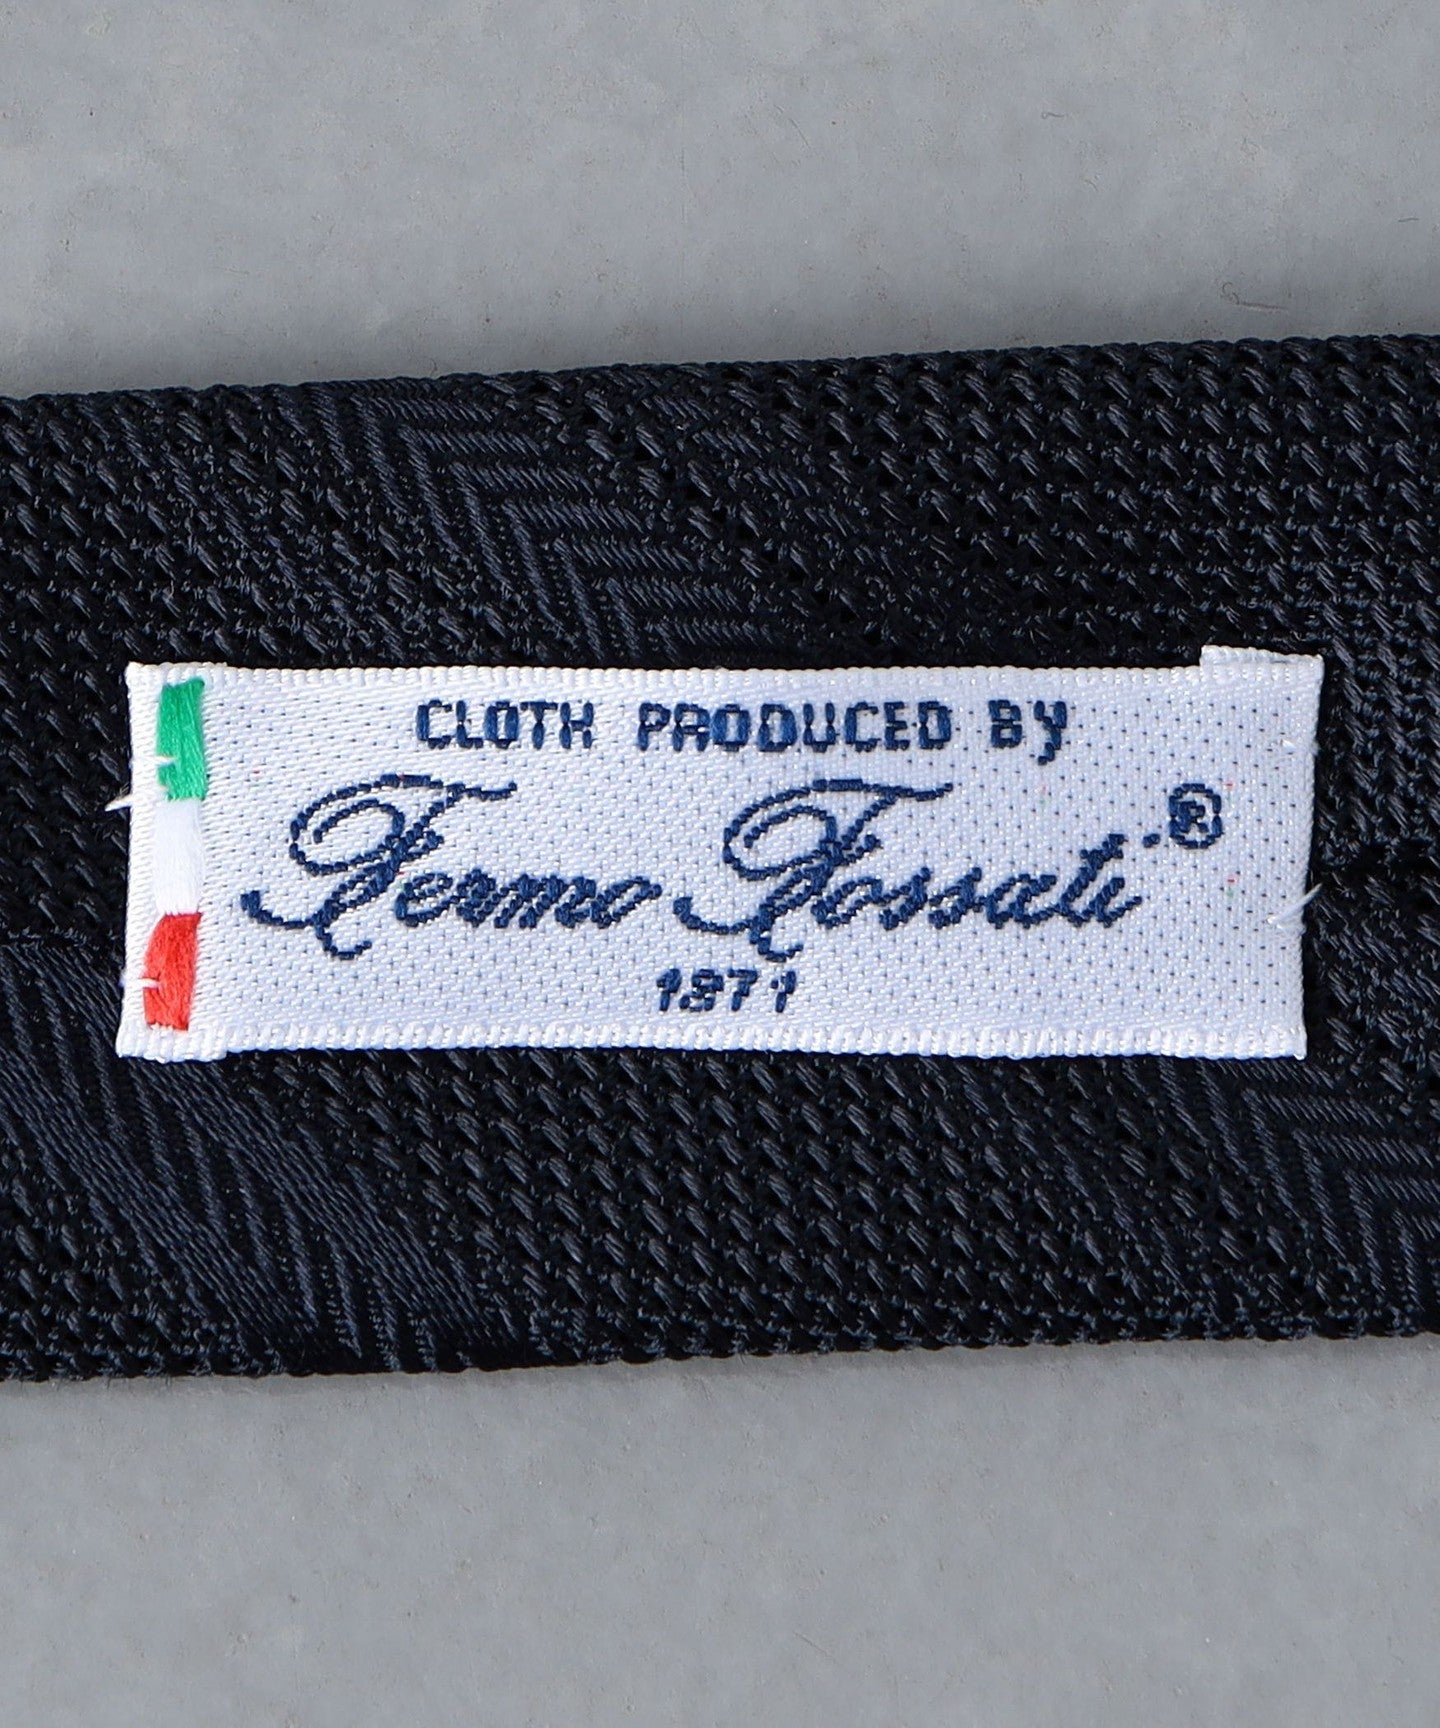 CLOTH PRODUCED By
Fermo Fossati®
1871